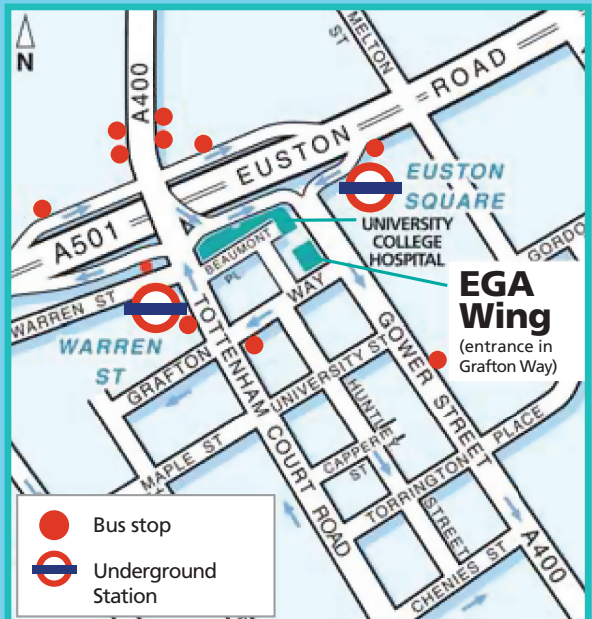 N
A400
MELTON
ST
EUSTON
ROAD
A501
EUSTON
SQUARE
UNIVERSITY
COLLEGE
HOSPITAL
GORDO
BEAUMONT
PL
EGA
Wing
(entrance in
Grafton Way)
WARREN ST
WARREN
ST
GRAFTON
WAY
TOTTENHAM
COURT
ROAD
GOWER
STREET
UNIVERSITY ST
HUNTLEY
STREET
MAPLE ST
CAPPER
ST
TORRINGTON
PLACE
CHENIES ST
A400
Bus stop
Underground
Station